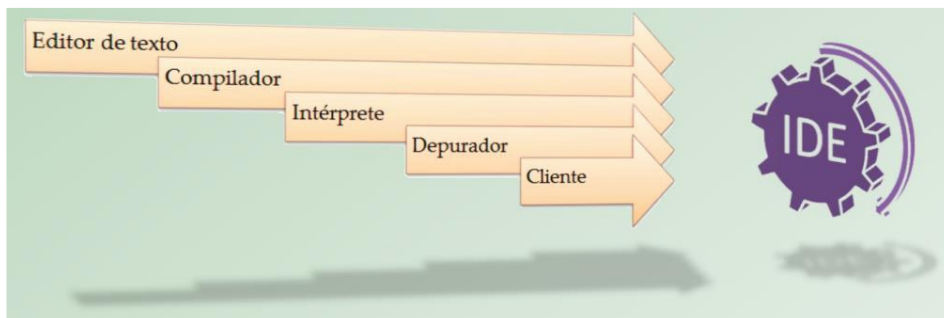 Editor de texto
Compilador
Intérprete
Depurador
Cliente
IDE